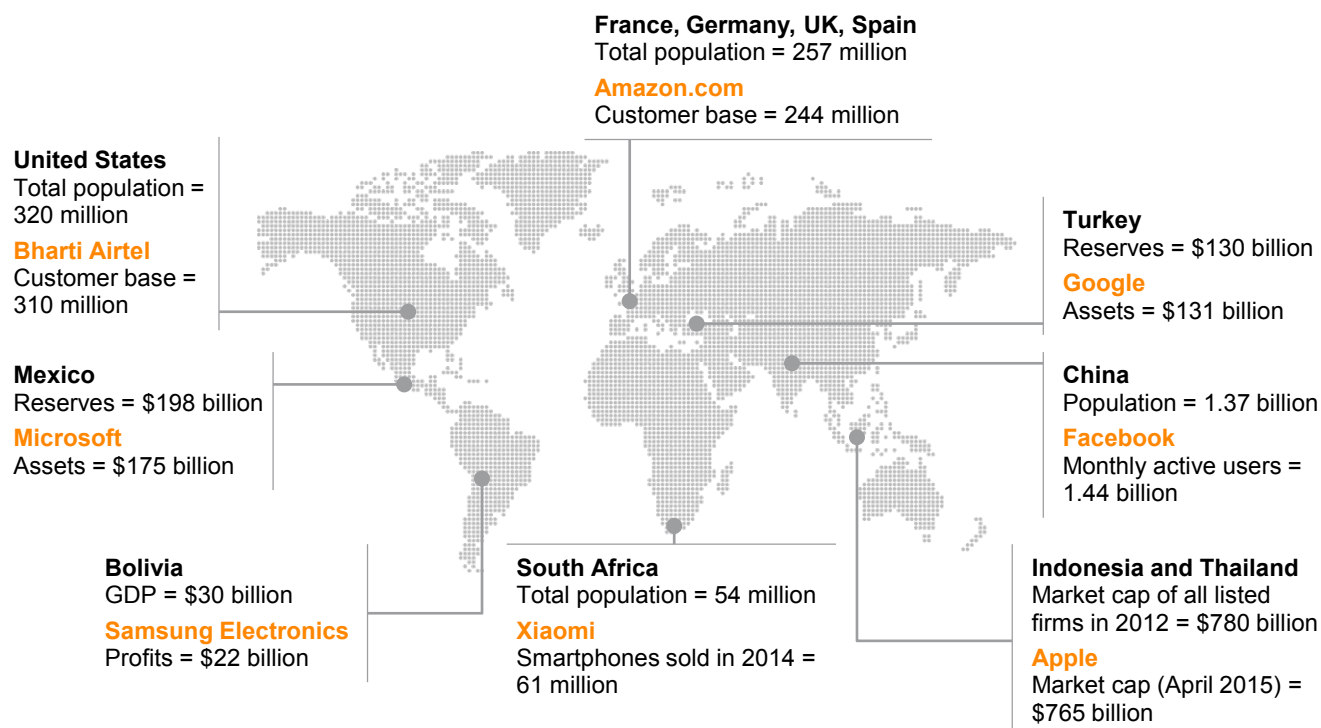 France, Germany, UK, Spain
Total population = 257 million
Amazon.com
Customer base = 244 million
United States
Total population =
320 million
Bharti Airtel
Customer base =
310 million
Turkey
Reserves = $130 billion
Google
Assets = $131 billion
Mexico
Reserves = $198 billion
Microsoft
Assets = $175 billion
China
Population = 1.37 billion
Facebook
Monthly active users =
1.44 billion
Bolivia
GDP = $30 billion
Samsung Electronics
Profits = $22 billion
South Africa
Total population = 54 million
Xiaomi
Smartphones sold in 2014 =
61 million
Indonesia and Thailand
Market cap of all listed
firms in 2012 = $780 billion
Apple
Market cap (April 2015) =
$765 billion